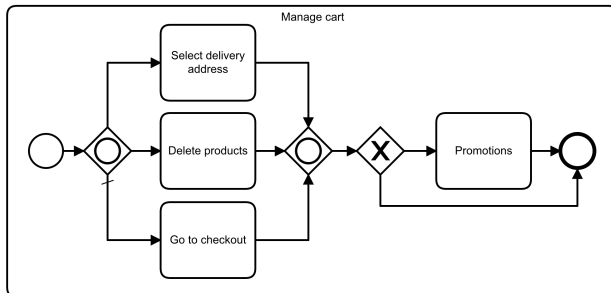 Manage cart
Select delivery
address
Delete products
Promotions
Go to checkout